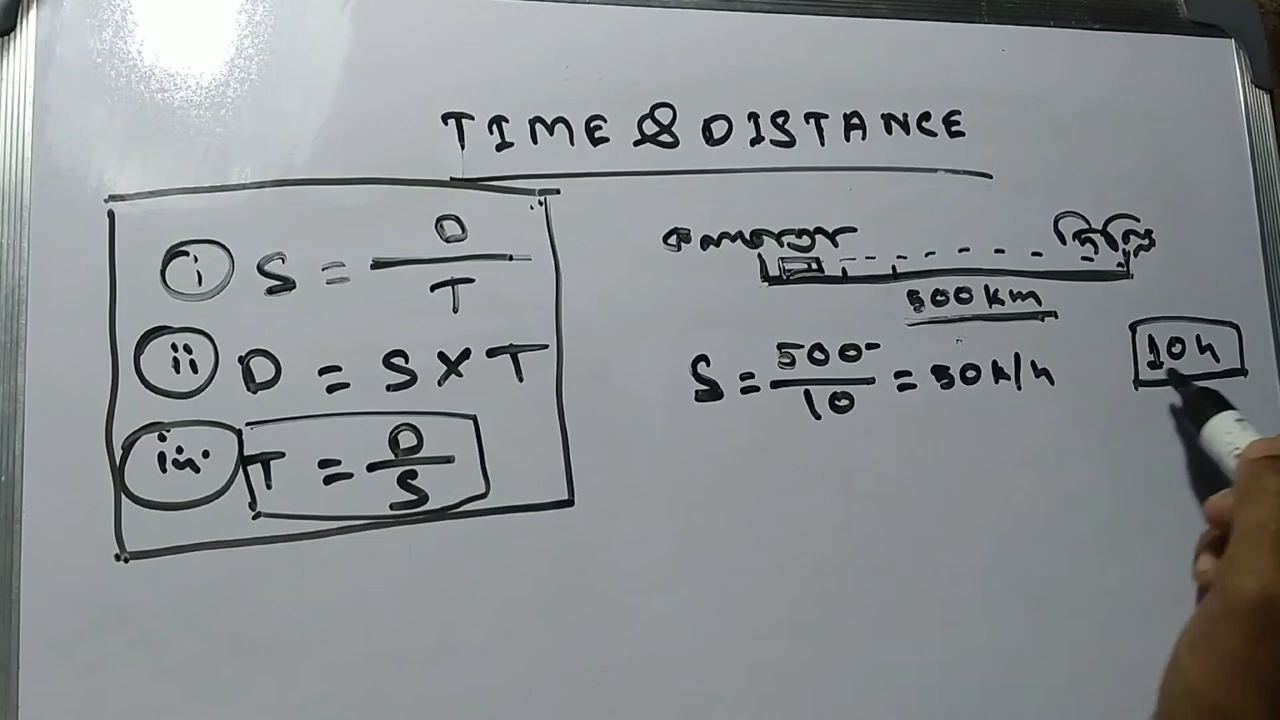 TIME & DISTANCE
i S = D/T
ii D = S × T
iii T = D/S
দিল্লি
500 km
S = 500/10 = 50 k/h
10 h